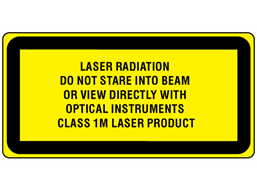 LASER RADIATION
DO NOT STARE INTO BEAM
OR VIEW DIRECTLY WITH
OPTICAL INSTRUMENTS
CLASS 1M LASER PRODUCT